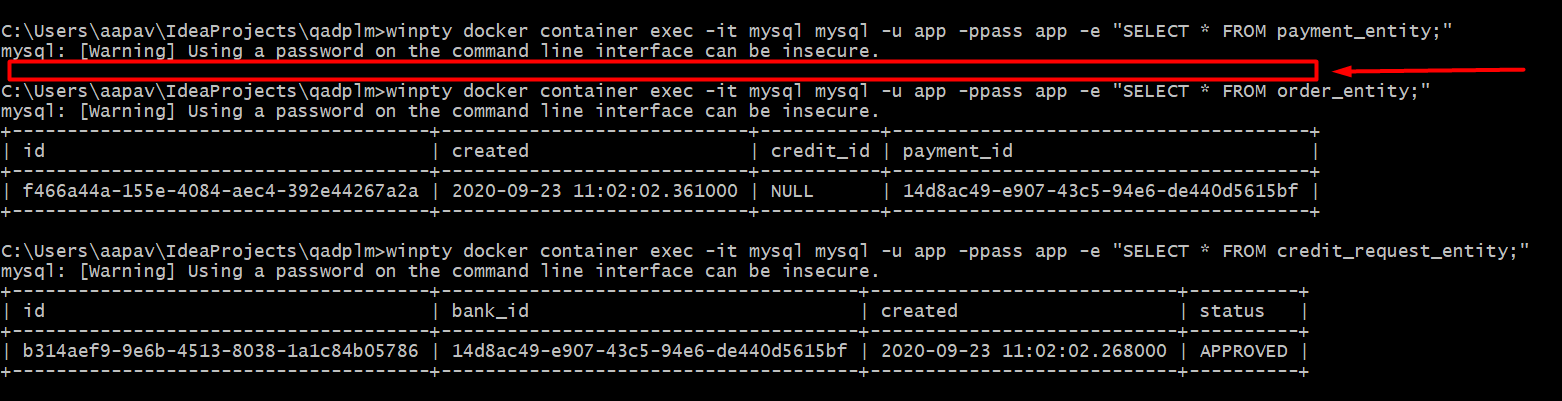 C:\Users\aapav\IdeaProjects\qadplm>winpty docker container exec -it mysql mysql -u app -ppass app -e "SELECT * FROM payment_entity;"
mysql: [Warning] Using a password on the command line interface can be insecure.
C:\Users\aapav\IdeaProjects\qadplm>winpty docker container exec -it mysql mysql -u app -ppass app -e "SELECT * FROM order_entity;"
mysql: [Warning] Using a password on the command line interface can be insecure.
+--------------------------------------+----------------------------+-----------+--------------------------------------+
| id                                   | created                    | credit_id | payment_id                           |
+--------------------------------------+----------------------------+-----------+--------------------------------------+
| f466a44a-155e-4084-aec4-392e44267a2a | 2020-09-23 11:02:02.361000 | NULL      | 14d8ac49-e907-43c5-94e6-de440d5615bf |
+--------------------------------------+----------------------------+-----------+--------------------------------------+
C:\Users\aapav\IdeaProjects\qadplm>winpty docker container exec -it mysql mysql -u app -ppass app -e "SELECT * FROM credit_request_entity;"
mysql: [Warning] Using a password on the command line interface can be insecure.
+--------------------------------------+--------------------------------------+----------------------------+----------+
| id                                   | bank_id                              | created                    | status   |
+--------------------------------------+--------------------------------------+----------------------------+----------+
| b314aef9-9e6b-4513-8038-1a1c84b05786 | 14d8ac49-e907-43c5-94e6-de440d5615bf | 2020-09-23 11:02:02.268000 | APPROVED |
+--------------------------------------+--------------------------------------+----------------------------+----------+